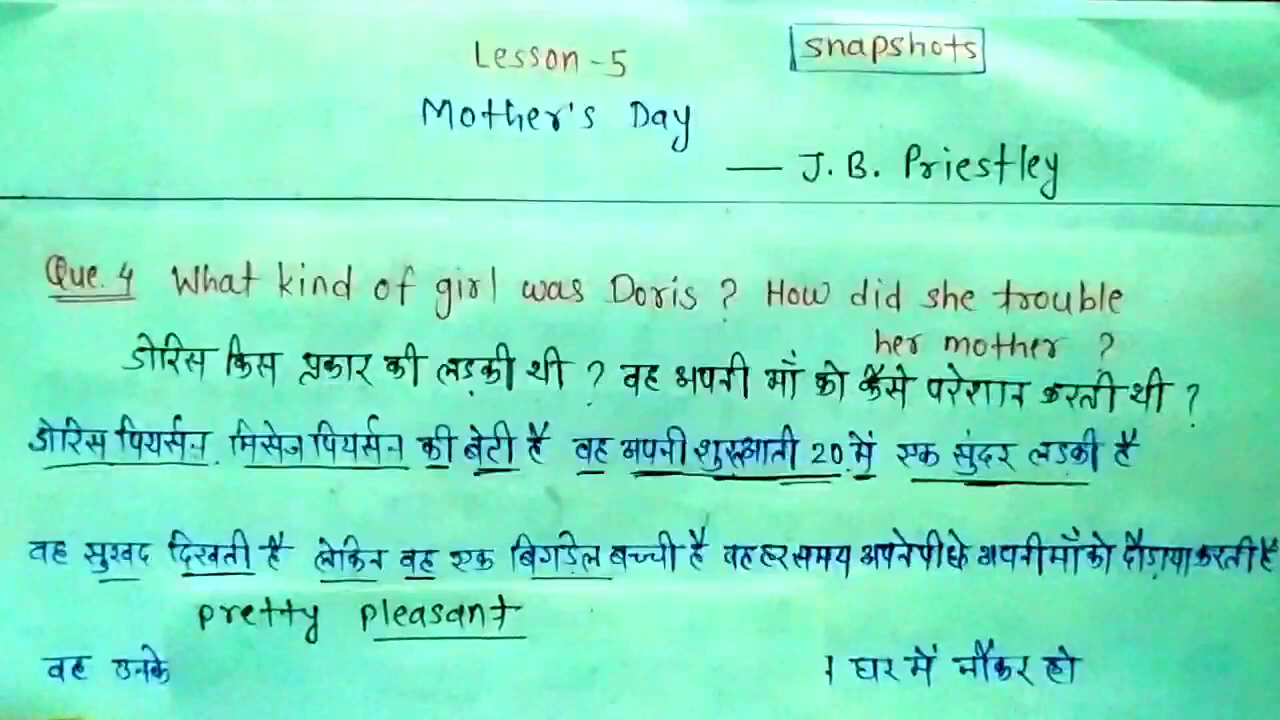 Lesson-5
snapshots
Mother's Day
— J. B. Priestley
Que. 4 What kind of girl was Doris? How did she trouble
her mother ?
डोरिस किस प्रकार की लड़की थी ? वह अपनी माँ को कैसे परेशान करती थी ?
डोरिस पियर्सन मिसेज पियर्सन की बेटी है वह अपनी शुरूआती 20 में एक सुंदर लडकी है
वह सुखद दिखती है लेकिन वह एक बिगड़ेल बच्ची है वह हर समय अपने पीछे अपनी माँ को दौड़ाया करती है
pretty pleasant
वह उनके । घर में नौकर हो